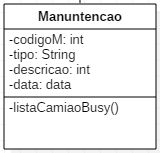 Manuntencao
-codigoM: int
-tipo: String
-descricao: int
-data: data
-listaCamiaoBusy()